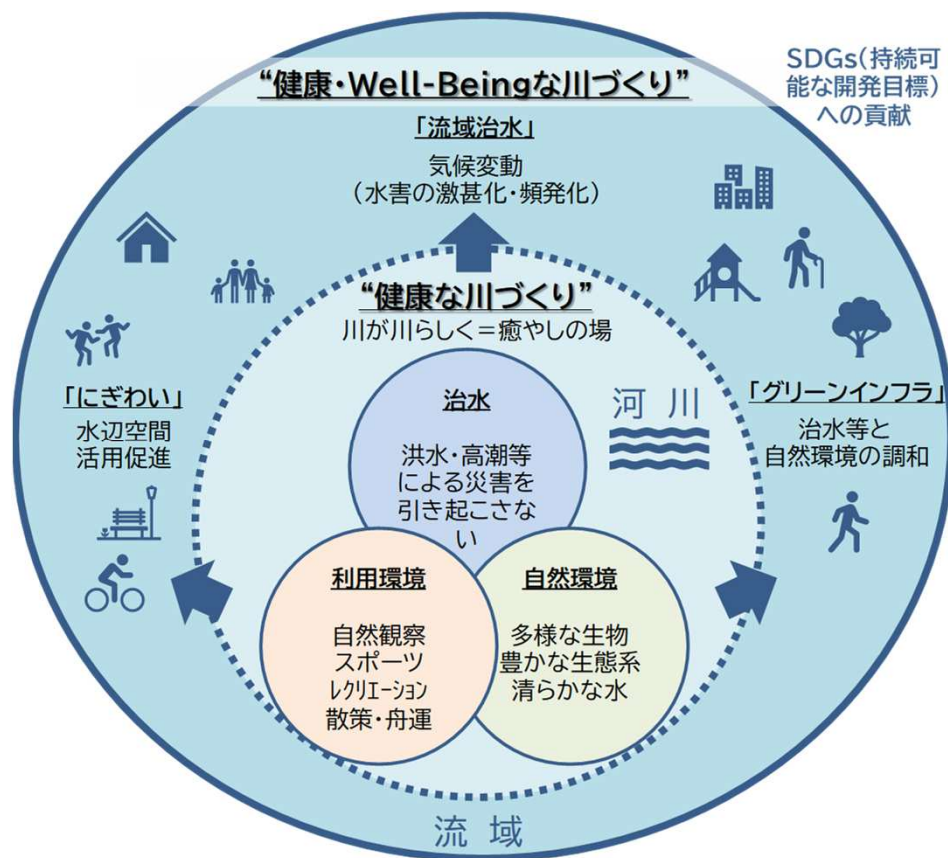 SDGs(持続可
能な開発目標)
への貢献
“健康・Well-Beingな川づくり”
「流域治水」
気候変動
(水害の激甚化・頻発化)
“健康な川づくり”
川が川らしく=癒やしの場
「にぎわい」
水辺空間
活用促進
治水
洪水・高潮等
による災害を
引き起こさな
い
河 川
「グリーンインフラ」
治水等と
自然環境の調和
利用環境
自然観察
スポーツ
レクリエーション
散策・舟運
自然環境
多様な生物
豊かな生態系
清らかな水
流 域